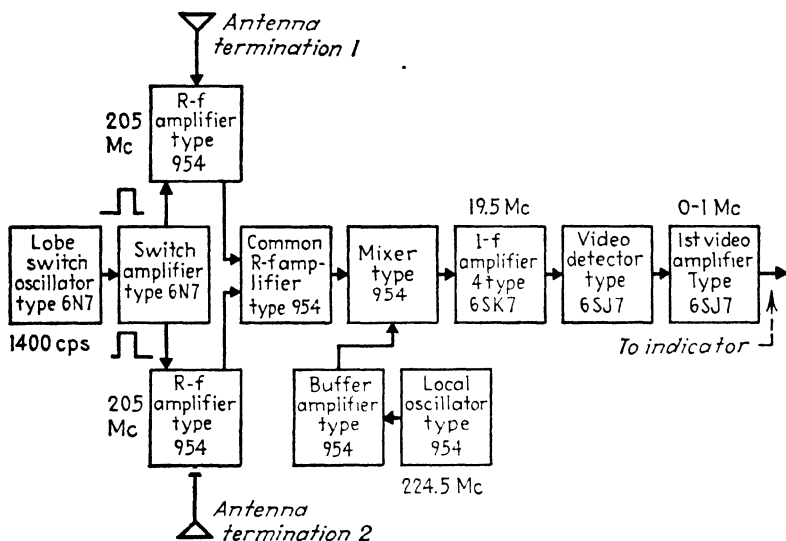 Antenna
termination 1
R-f
amplifier
type
954
205
Mc
Lobe
switch
oscillator
type 6N7
1400 cps
Switch
amplifier
type 6N7
Common
R-f amp-
lifier
type 954
Mixer
type
954
19.5 Mc
I-f
amplifier
4 type
6SK7
Video
detector
type
6SJ7
0-1 Mc
1st video
amplifier
Type
6SJ7
To indicator
205
Mc
R-f
amplifier
type
954
Buffer
amplifier
type
954
Local
oscillator
type
954
224.5 Mc
Antenna
termination 2